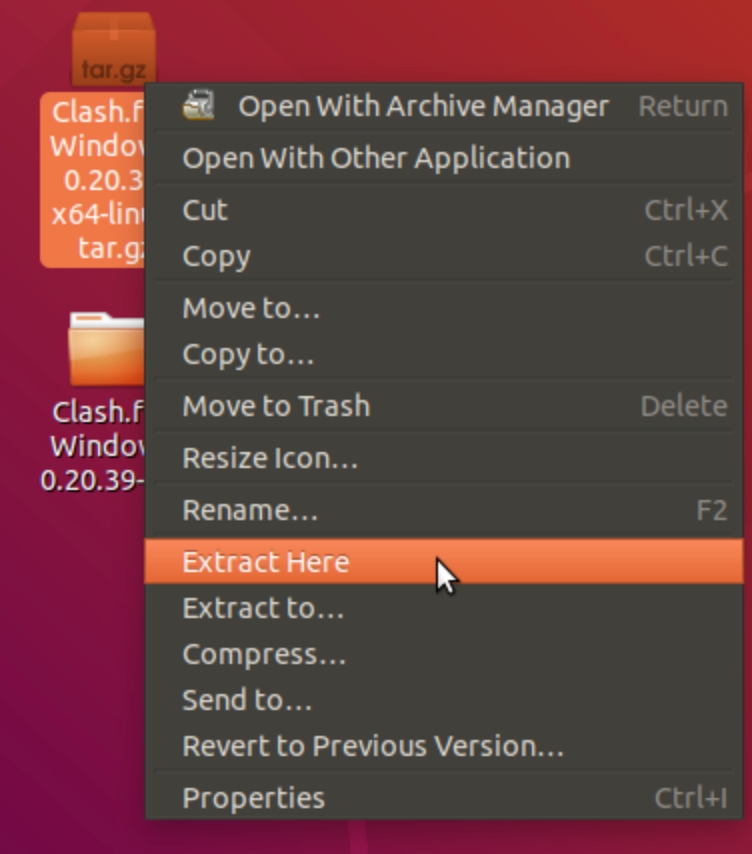 tar.gz
Clash.f
Windov
0.20.3
x64-lin
tar.gz
Clash.f
Windov
0.20.39-
Open With Archive Manager Return
Open With Other Application
Cut Ctrl+X
Copy Ctrl+C
Move to...
Copy to...
Move to Trash Delete
Resize Icon...
Rename... F2
Extract Here
Extract to...
Compress...
Send to...
Revert to Previous Version...
Properties Ctrl+I